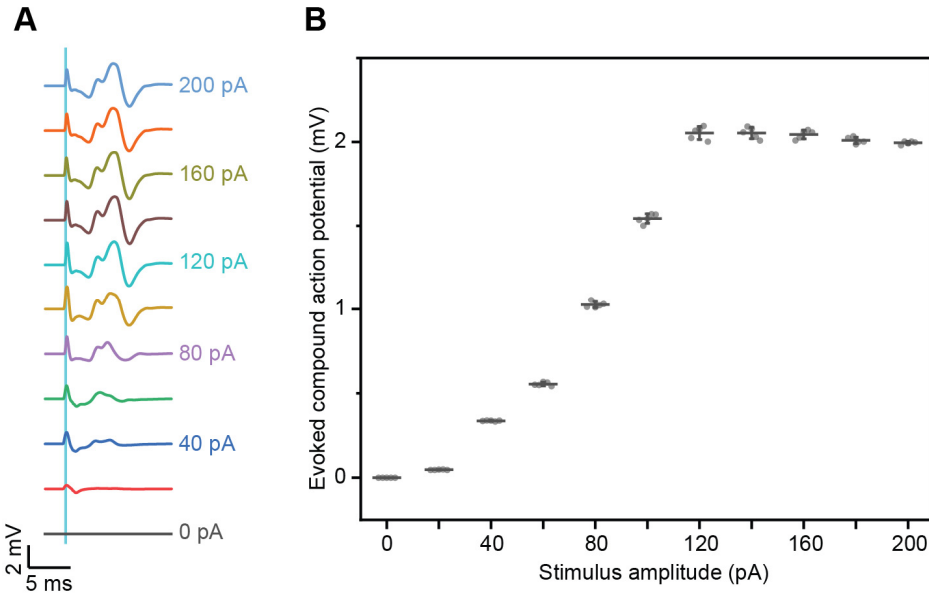 A
200 pA
160 pA
120 pA
80 pA
40 pA
0 pA
2 mV
5 ms
B
Evoked compound action potential (mV)
2
1
0
0 40 80 120 160 200
Stimulus amplitude (pA)